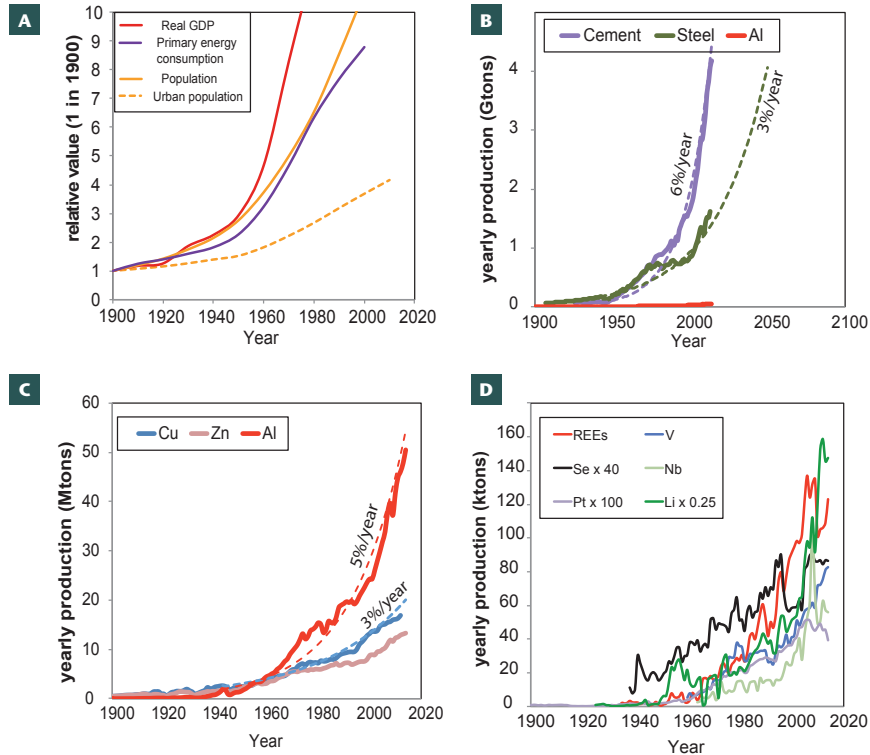 A
relative value (1 in 1900)
10
9
8
7
6
5
4
3
2
1
0
Real GDP
Primary energy
consumption
Population
Urban population
1900 1920 1940 1960 1980 2000 2020
Year
B
yearly production (Gtons)
4
3
2
1
0
Cement Steel Al
6%/year
3%/year
1900 1950 2000 2050 2100
Year
C
yearly production (Mtons)
60
50
40
30
20
10
0
Cu Zn Al
5%/year
3%/year
1900 1920 1940 1960 1980 2000 2020
Year
D
yearly production (ktons)
160
140
120
100
80
60
40
20
0
REEs V
Se x 40 Nb
Pt x 100 Li x 0.25
1900 1920 1940 1960 1980 2000 2020
Year